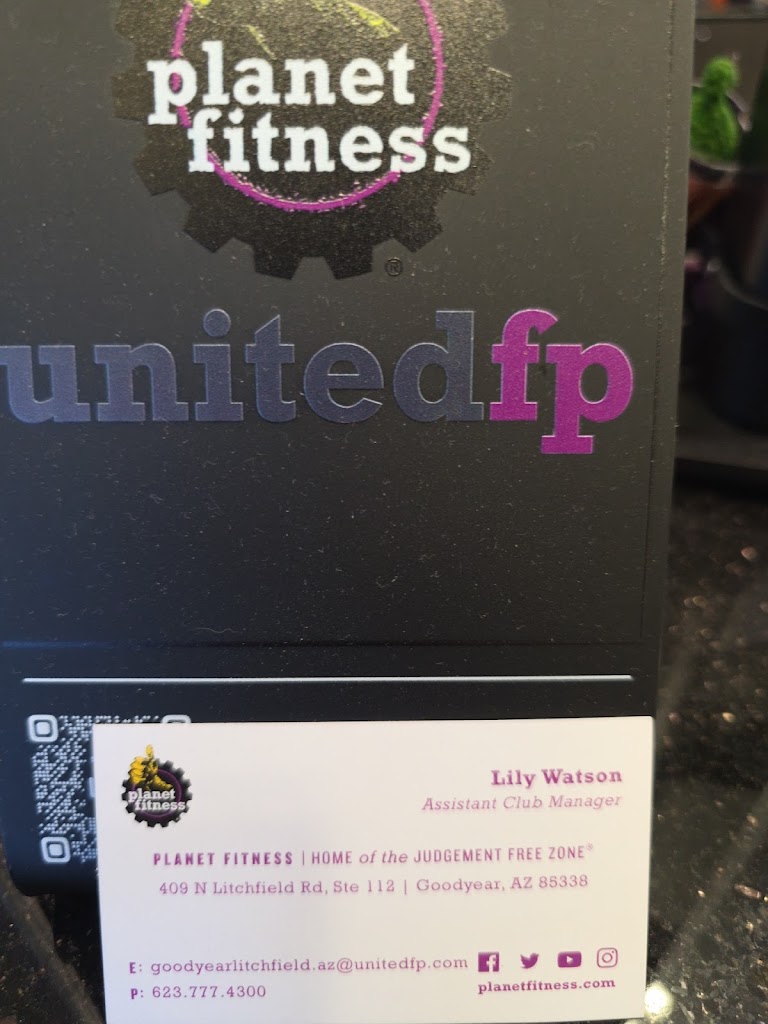 planet
fitness
®
unitedfp
planet
fitness
Lily Watson
Assistant Club Manager
PLANET FITNESS | HOME of the JUDGEMENT FREE ZONE®
409 N Litchfield Rd, Ste 112 | Goodyear, AZ 85338
E: goodyearlitchfield.az@unitedfp.com
P: 623.777.4300
planetfitness.com